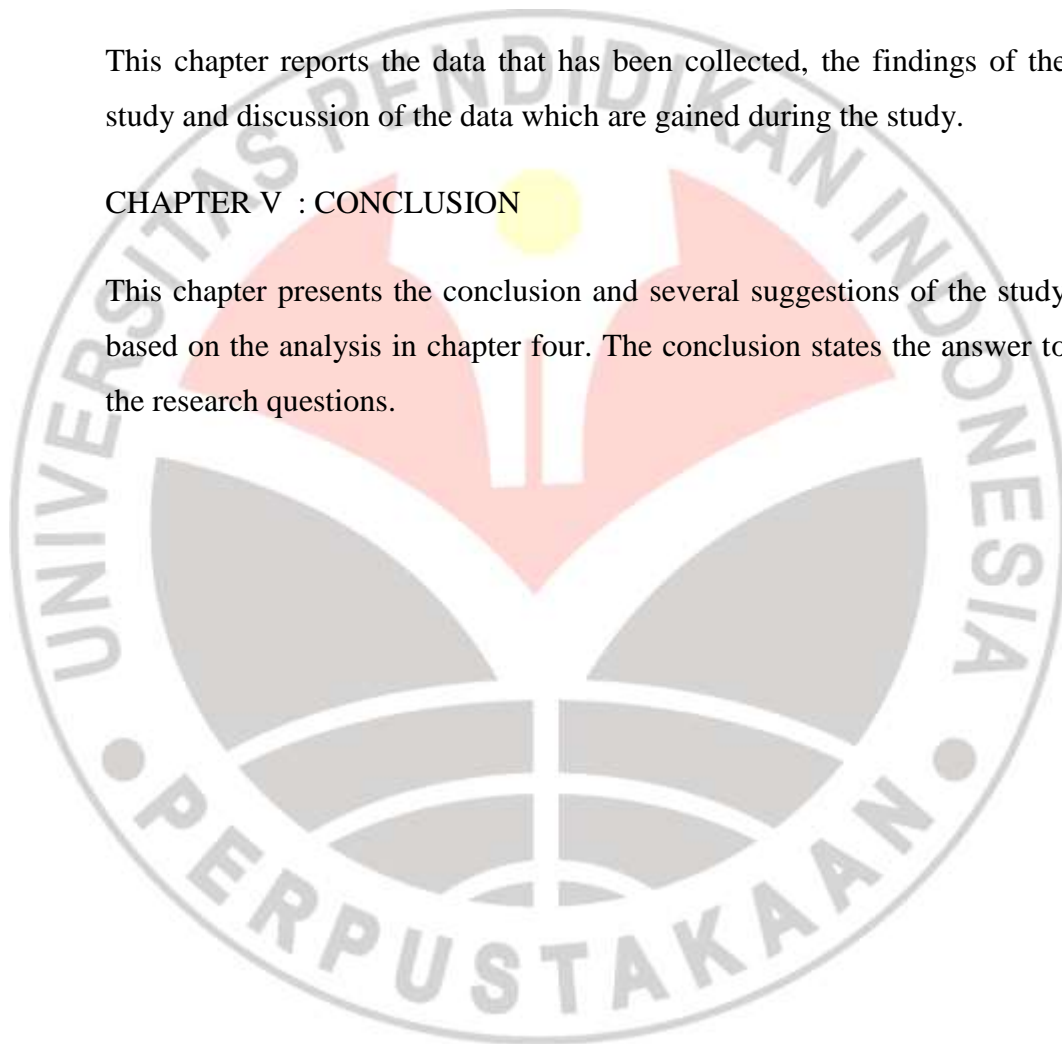 This chapter reports the data that has been collected, the findings of the
study and discussion of the data which are gained during the study.
CHAPTER V : CONCLUSION
This chapter presents the conclusion and several suggestions of the study
based on the analysis in chapter four. The conclusion states the answer to
the research questions.
UNIVERSITAS PENDIDIKAN INDONESIA
• PERPUSTAKAAN •